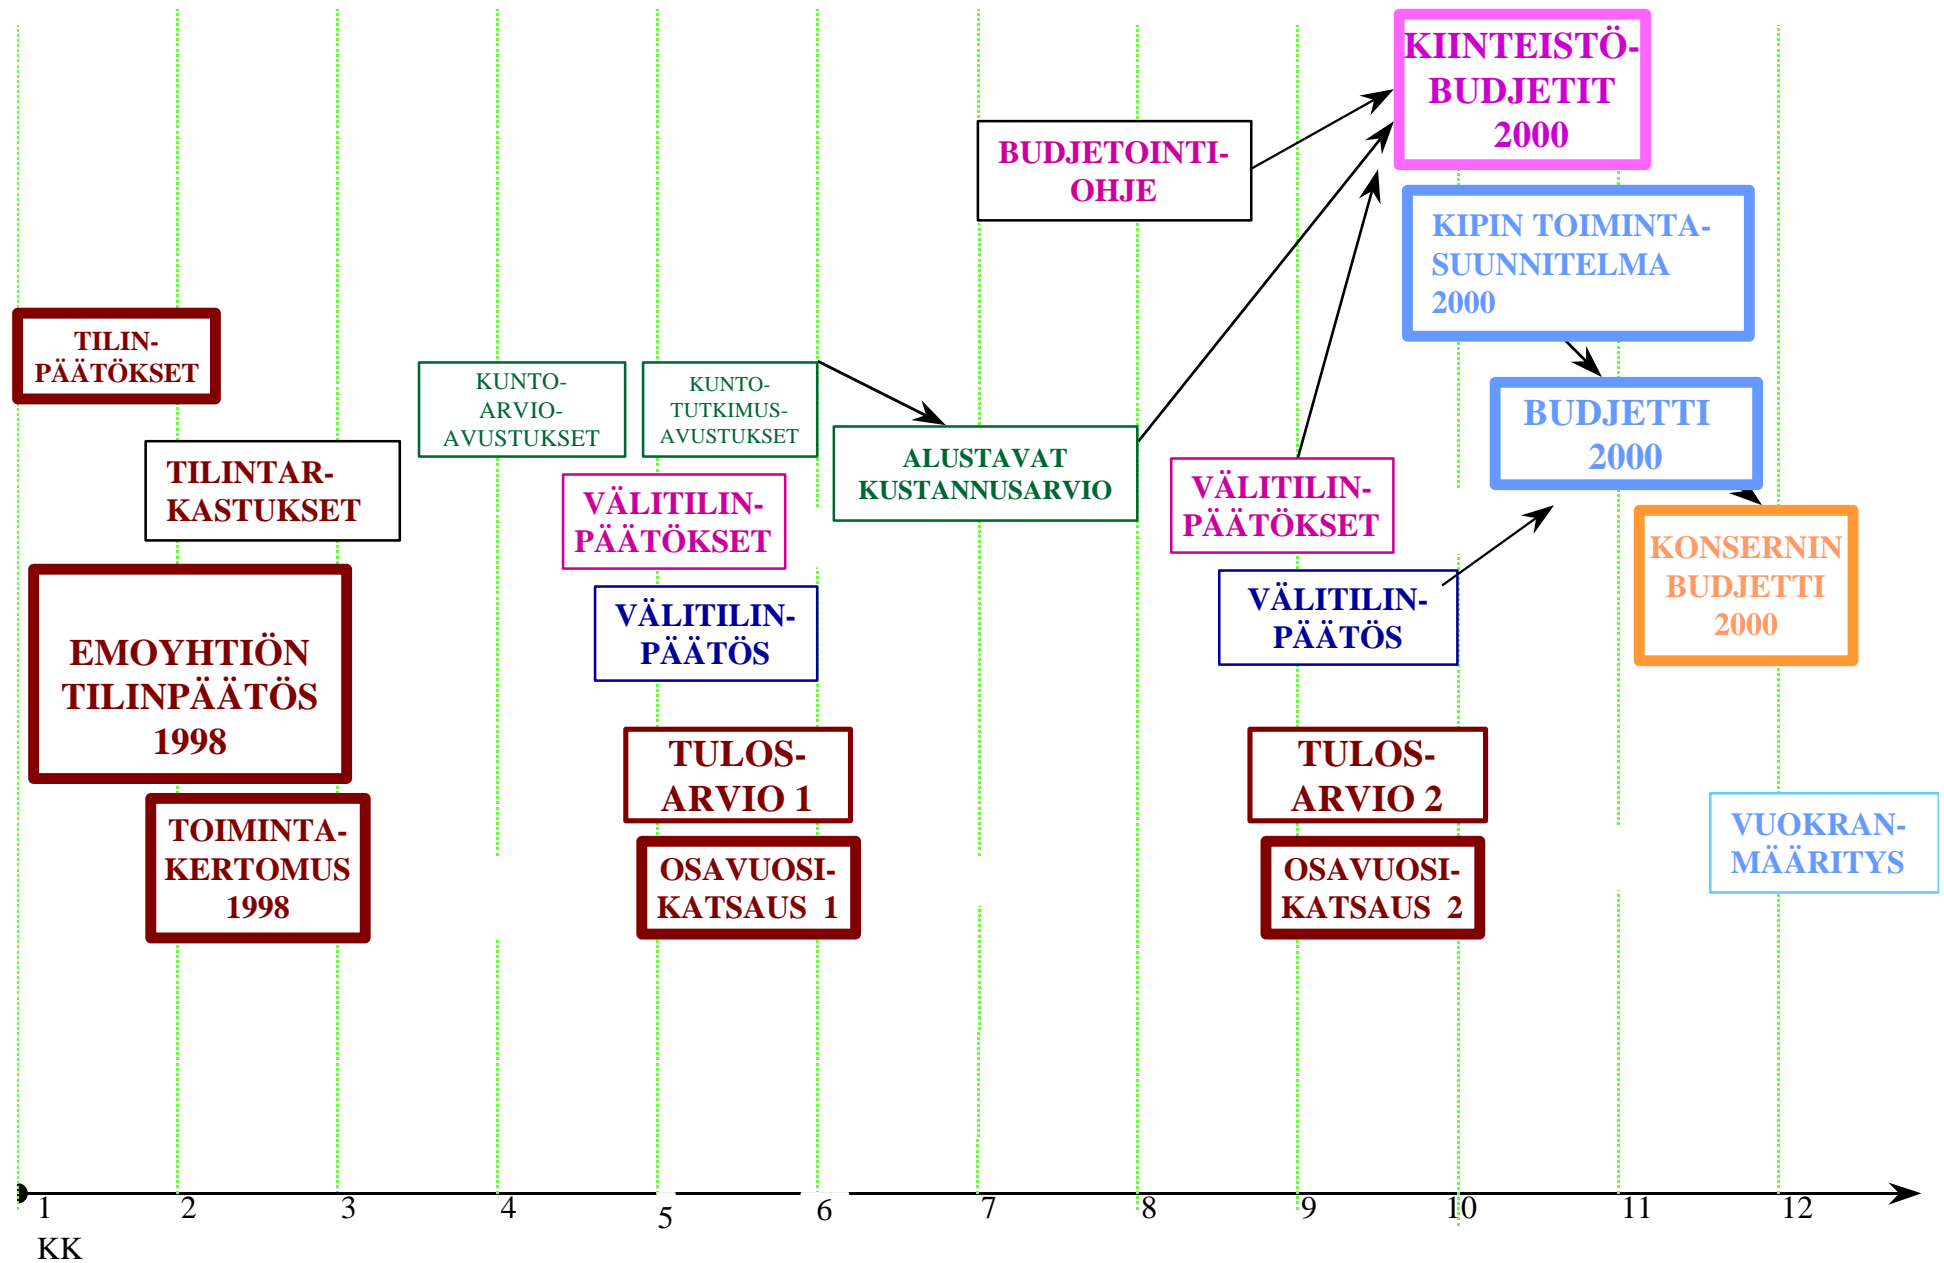 KIINTEISTÖ-
BUDJETIT
2000
BUDJETOINTI-
OHJE
KIPIN TOIMINTA-
SUUNNITELMA
2000
TILIN-
PÄÄTÖKSET
KUNTO-
ARVIO-
AVUSTUKSET
KUNTO-
TUTKIMUS-
AVUSTUKSET
BUDJETTI
2000
TILINTAR-
KASTUKSET
ALUSTAVAT
KUSTANNUSARVIO
VÄLITILIN-
PÄÄTÖKSET
VÄLITILIN-
PÄÄTÖKSET
KONSERNIN
BUDJETTI
2000
EMOYHTIÖN
TILINPÄÄTÖS
1998
VÄLITILIN-
PÄÄTÖS
VÄLITILIN-
PÄÄTÖS
TULOS-
ARVIO 1
TULOS-
ARVIO 2
TOIMINTA-
KERTOMUS
1998
OSAVUOSI-
KATSAUS 1
OSAVUOSI-
KATSAUS 2
VUOKRAN-
MÄÄRITYS
1 2 3 4 5 6 7 8 9 10 11 12
KK